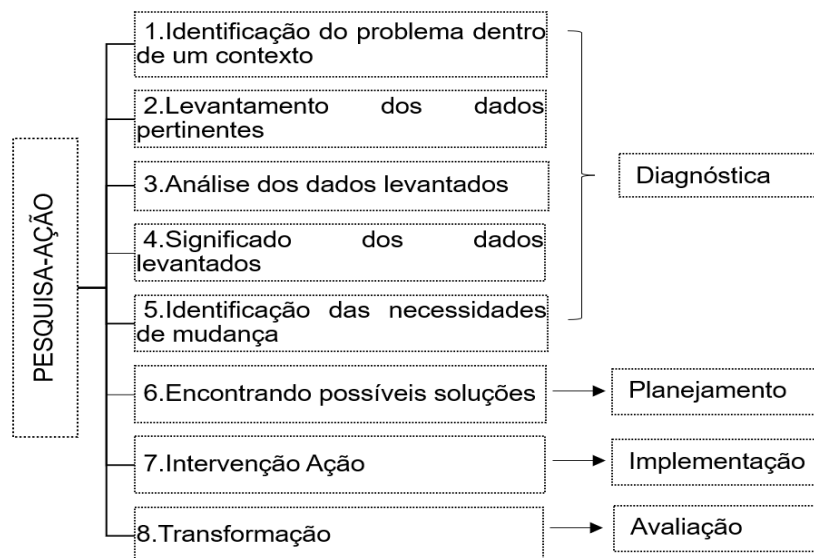 PESQUISA-AÇÃO
1.Identificação do problema dentro
de um contexto
2.Levantamento dos dados
pertinentes
3.Análise dos dados levantados
4.Significado dos dados
levantados
5.Identificação das necessidades
de mudança
Diagnóstica
6.Encontrando possíveis soluções
Planejamento
7.Intervenção Ação
Implementação
8.Transformação
Avaliação